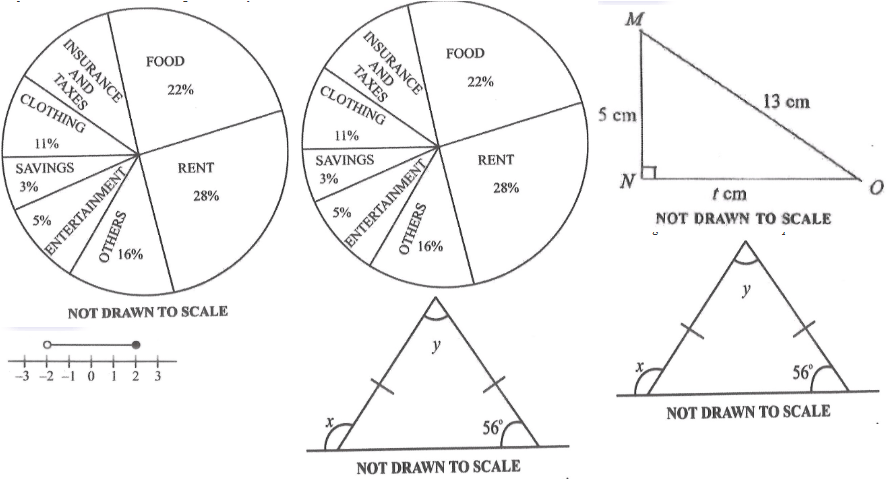 FOOD
22%
INSURANCE
AND
TAXES
CLOTHING
11%
SAVINGS
3%
5%
ENTERTAINMENT
OTHERS
16%
RENT
28%
NOT DRAWN TO SCALE
FOOD
22%
INSURANCE
AND
TAXES
CLOTHING
11%
SAVINGS
3%
5%
ENTERTAINMENT
OTHERS
16%
RENT
28%
M
5 cm
13 cm
N
t cm
O
NOT DRAWN TO SCALE
-3 -2 -1 0 1 2 3
y
x
56°
NOT DRAWN TO SCALE
y
x
56°
NOT DRAWN TO SCALE